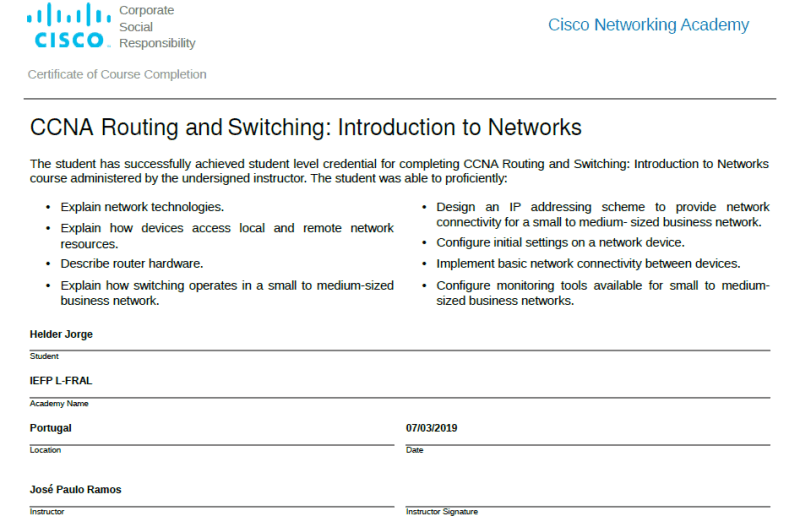 Corporate
Social
Responsibility
CISCO
Cisco Networking Academy
Certificate of Course Completion
CCNA Routing and Switching: Introduction to Networks
The student has successfully achieved student level credential for completing CCNA Routing and Switching: Introduction to Networks
course administered by the undersigned instructor. The student was able to proficiently:
• Explain network technologies.
• Explain how devices access local and remote network
resources.
• Describe router hardware.
• Explain how switching operates in a small to medium-sized
business network.
• Design an IP addressing scheme to provide network
connectivity for a small to medium- sized business network.
• Configure initial settings on a network device.
• Implement basic network connectivity between devices.
• Configure monitoring tools available for small to medium-
sized business networks.
Helder Jorge
Student
IEFP L-FRAL
Academy Name
Portugal
Location
07/03/2019
Date
José Paulo Ramos
Instructor
Instructor Signature